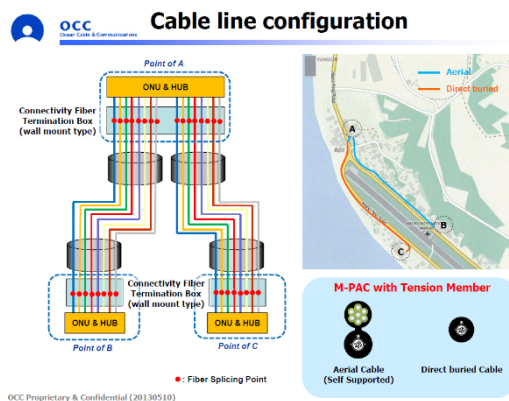 OCC
Ocean Cable & Communications
Cable line configuration
Point of A
ONU & HUB
Connectivity Fiber
Termination Box
(wall mount type)
Connectivity Fiber
Termination Box
(wall mount type)
ONU & HUB
ONU & HUB
Point of B
Point of C
: Fiber Splicing Point
Aerial
Direct buried
A
B
C
M-PAC with Tension Member
Aerial Cable
(Self Supported)
Direct buried Cable
OCC Proprietary & Confidential (20130510)